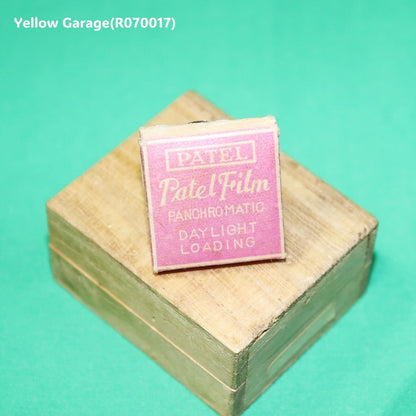 Yellow Garage(R070017)
PATEL
Patel Film
PANCHROMATIC
DAYLIGHT
LOADING